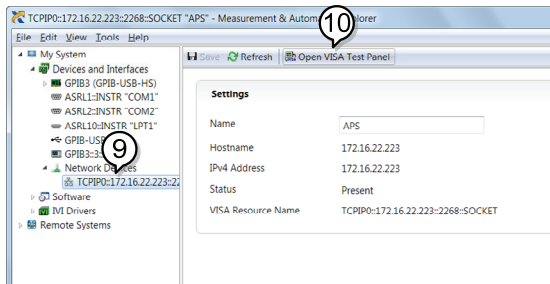 TCPIP0::172.16.22.223::2268::SOCKET "APS" - Measurement & Automa
10
File Edit View Tools Help
My System
Devices and Interfaces
GPIB3 (GPIB-USB-HS)
ASRL1::INSTR "COM1"
ASRL2::INSTR "COM2"
ASRL10::INSTR "LPT1"
GPIB-US
GPIB3::3::
9
Network De
TCPIP0::172.16.22.223::22
Software
IVI Drivers
Remote Systems
Save Refresh Open VISA Test Panel
Settings
Name APS
Hostname 172.16.22.223
IPv4 Address 172.16.22.223
Status Present
VISA Resource Name TCPIP0::172.16.22.223::2268::SOCKET